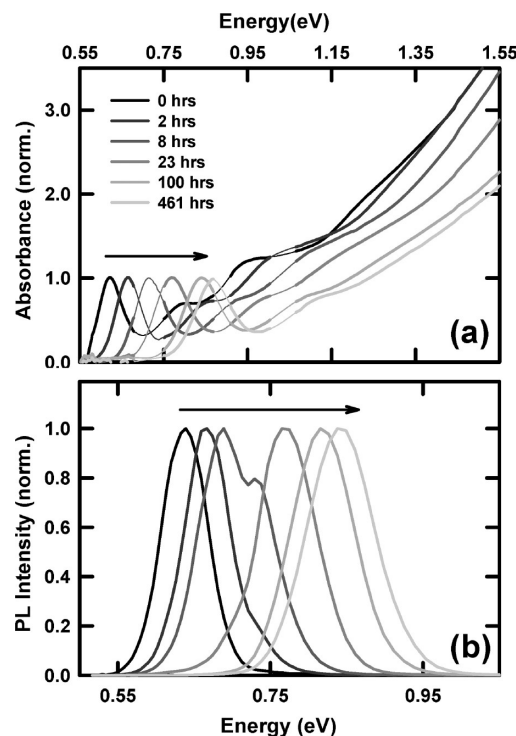 Energy(eV)
0.55 0.75 0.95 1.15 1.35 1.55
Absorbance (norm.)
3.0
2.0
1.0
0.0
0 hrs
2 hrs
8 hrs
23 hrs
100 hrs
461 hrs
(a)
PL Intensity (norm.)
1.0
0.8
0.6
0.4
0.2
0.0
(b)
0.55 0.75 0.95
Energy (eV)